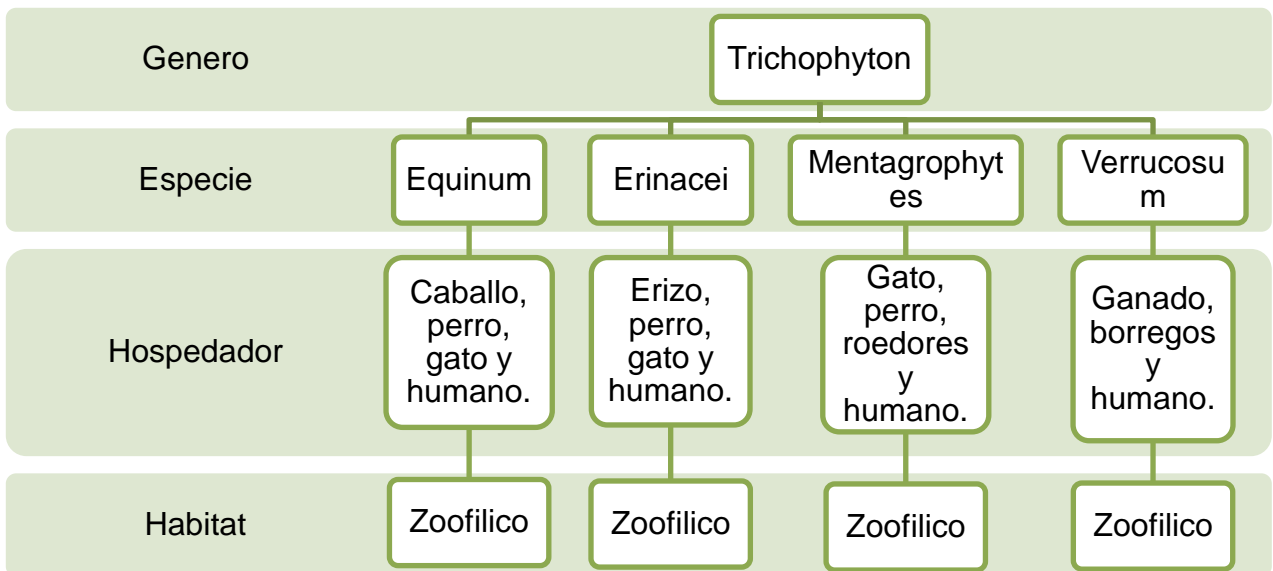 Genero
Trichophyton
Especie
Equinum
Erinacei
Mentagrophyt
es
Verrucosu
m
Hospedador
Caballo,
perro,
gato y
humano.
Erizo,
perro,
gato y
humano.
Gato,
perro,
roedores
y
humano.
Ganado,
borregos
y
humano.
Habitat
Zoofilico
Zoofilico
Zoofilico
Zoofilico